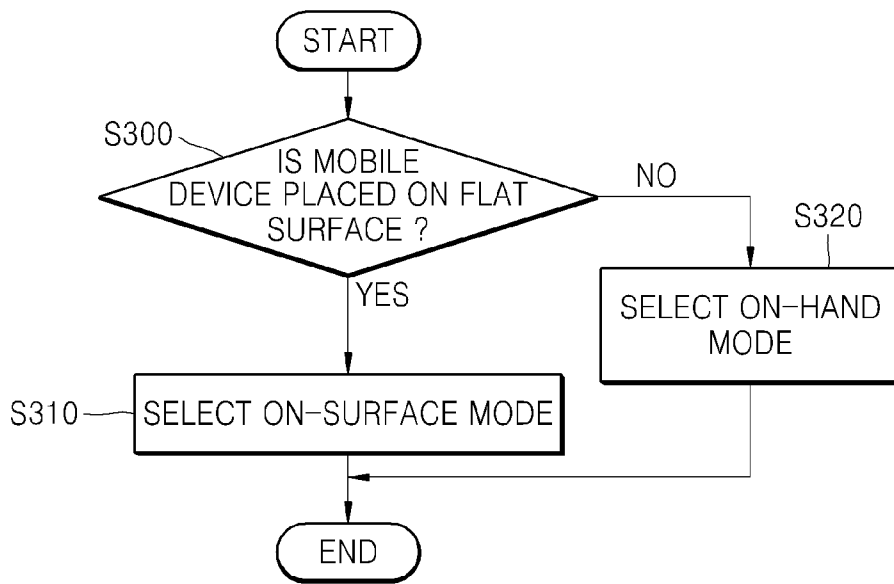 START
S300
IS MOBILE
DEVICE PLACED ON FLAT
SURFACE ?
NO
S320
YES
SELECT ON-HAND
MODE
S310
SELECT ON-SURFACE MODE
END